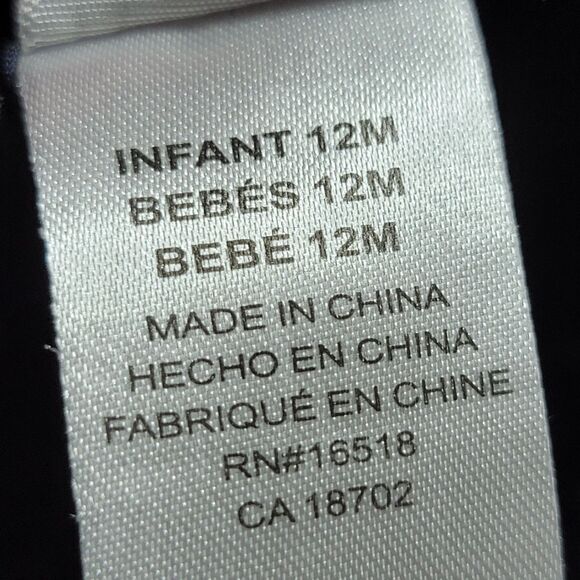 INFANT 12M
BEBÉS 12M
BEBÉ 12M
MADE IN CHINA
HECHO EN CHINA
FABRIQUÉ EN CHINE
RN#16518
CA 18702